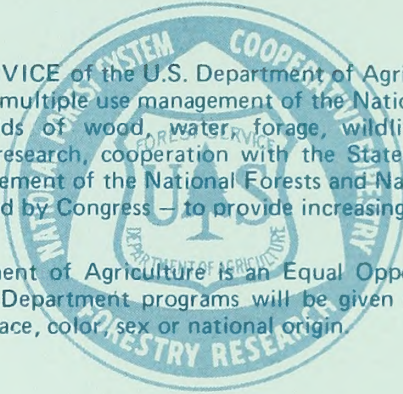 VICE of the U.S. Department of Agri
multiple use management of the Natio
ds of wood, water, forage, wildli
research, cooperation with the State
ement of the National Forests and Na
d by Congress — to provide increasing
ent of Agriculture is an Equal Oppo
Department programs will be given
ace, color, sex or national origin.
NATIONAL FOREST SYSTEM
COOPERATIVE FORESTRY
FORESTRY RESEARCH
FOREST SERVICE
U S
DEPARTMENT OF AGRICULTURE